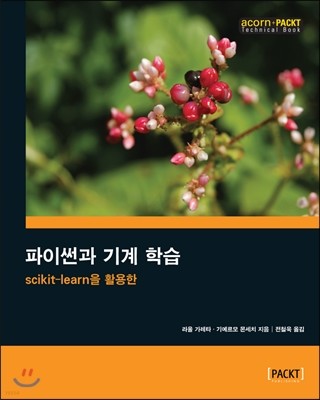 acorn+PACKT
Technical Book
파이썬과 기계 학습
scikit-learn을 활용한
라울 가레타 · 기예르모 몬세치 지음 | 전철욱 옮김
[PACKT]
PUBLISHING